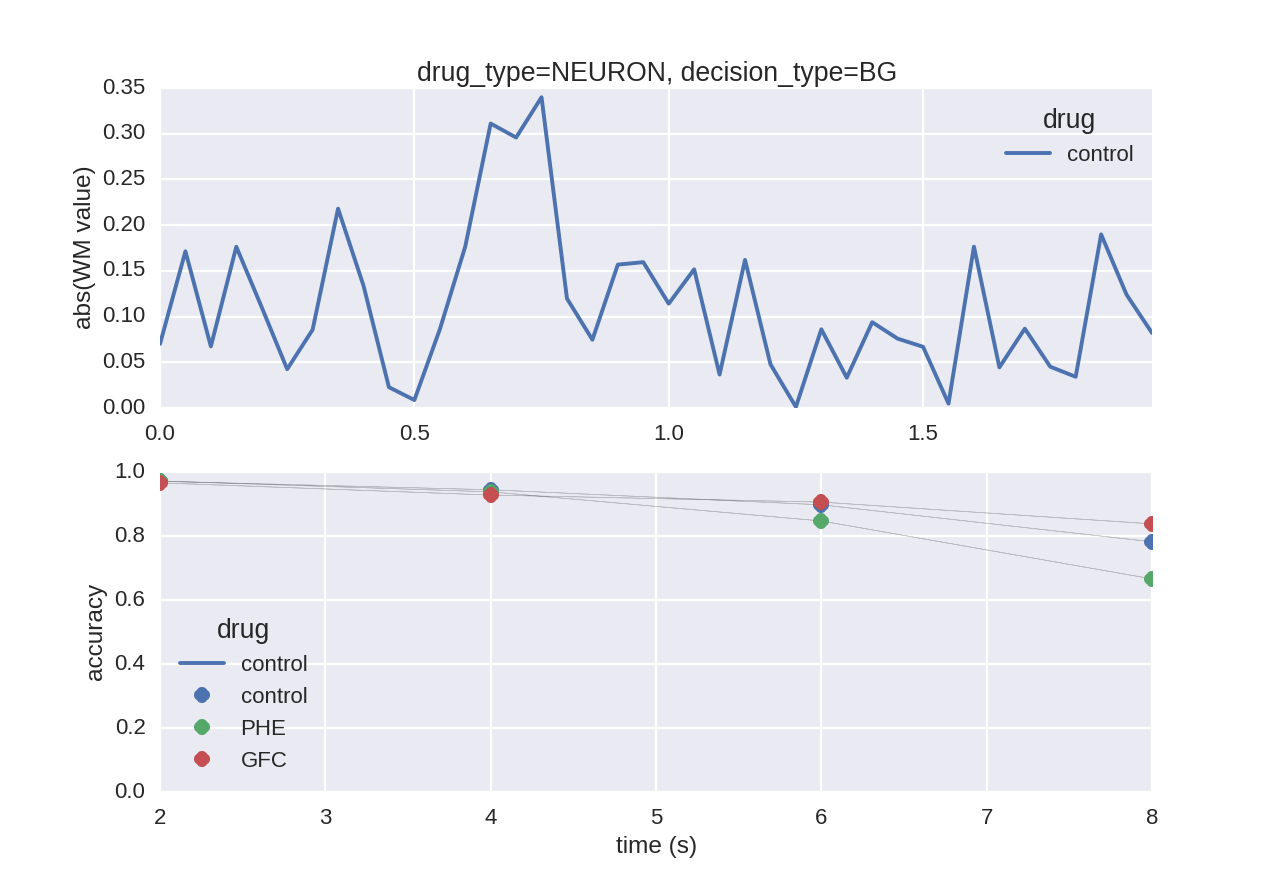 drug_type=NEURON, decision_type=BG
abs(WM value)
0.35
0.30
0.25
0.20
0.15
0.10
0.05
0.00
0.0 0.5 1.0 1.5
drug
control
accuracy
1.0
0.8
0.6
0.4
0.2
0.0
drug
control
control
PHE
GFC
2 3 4 5 6 7 8
time (s)